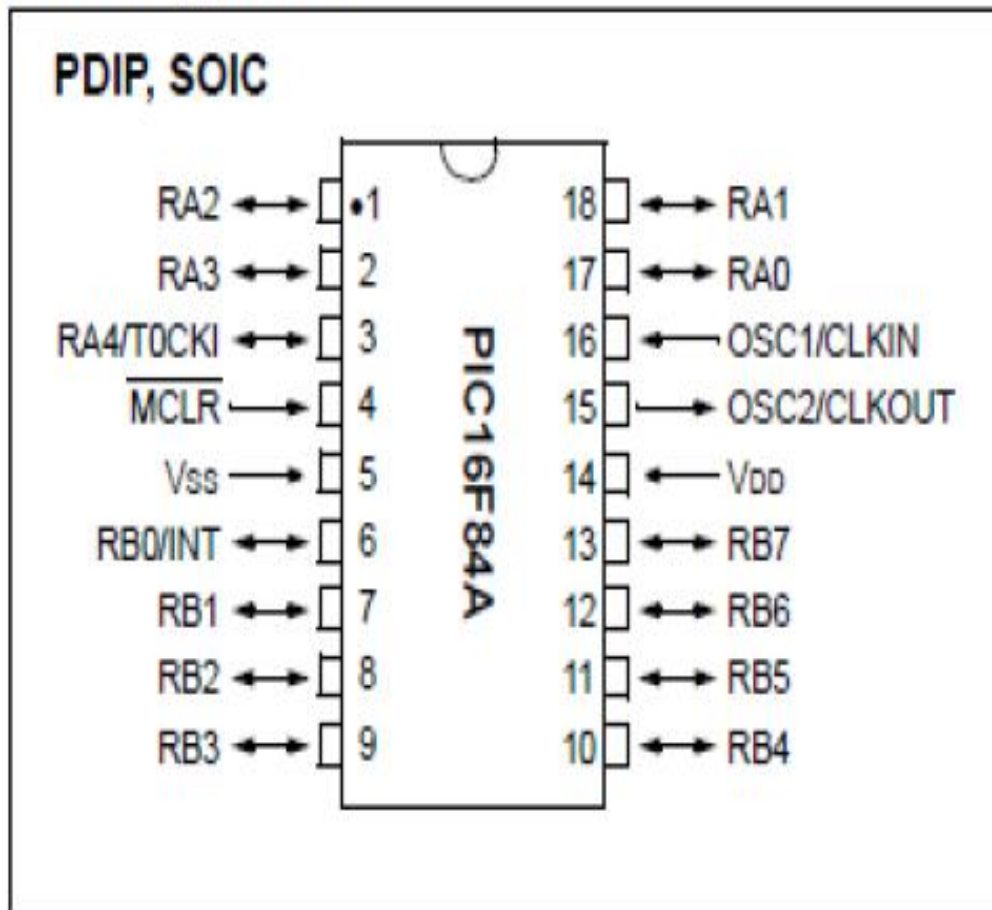 PDIP, SOIC
RA2 1 18 RA1
RA3 2 17 RA0
RA4/T0CKI 3 16 OSC1/CLKIN
MCLR 4 15 OSC2/CLKOUT
Vss 5 14 VDD
RB0/INT 6 13 RB7
RB1 7 12 RB6
RB2 8 11 RB5
RB3 9 10 RB4
PIC16F84A